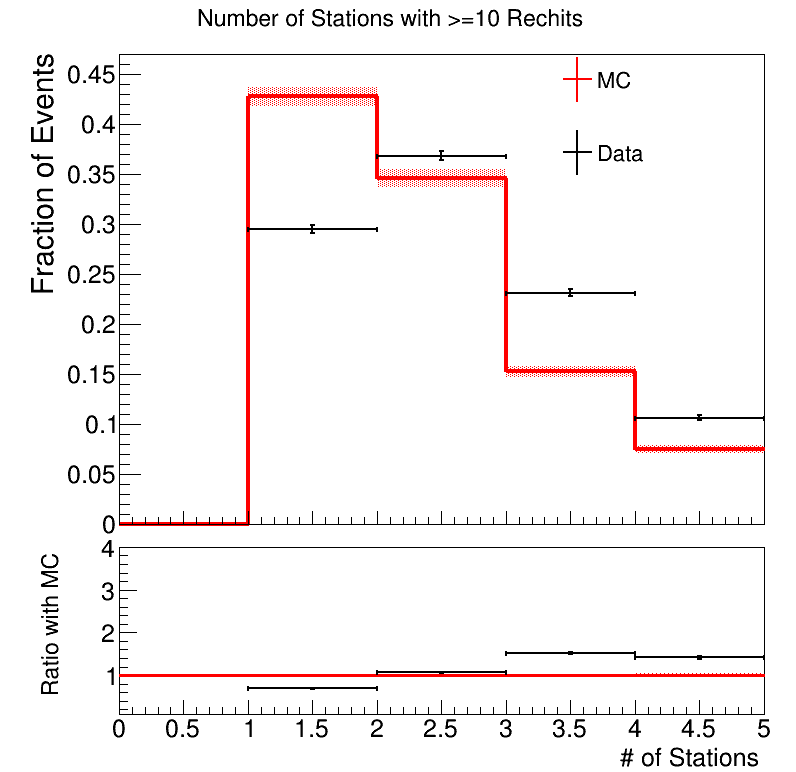 Number of Stations with >=10 Rechits
Fraction of Events
0.45
0.4
0.35
0.3
0.25
0.2
0.15
0.1
0.05
0
MC
Data
Ratio with MC
4
3
2
1
0 0.5 1 1.5 2 2.5 3 3.5 4 4.5 5
# of Stations